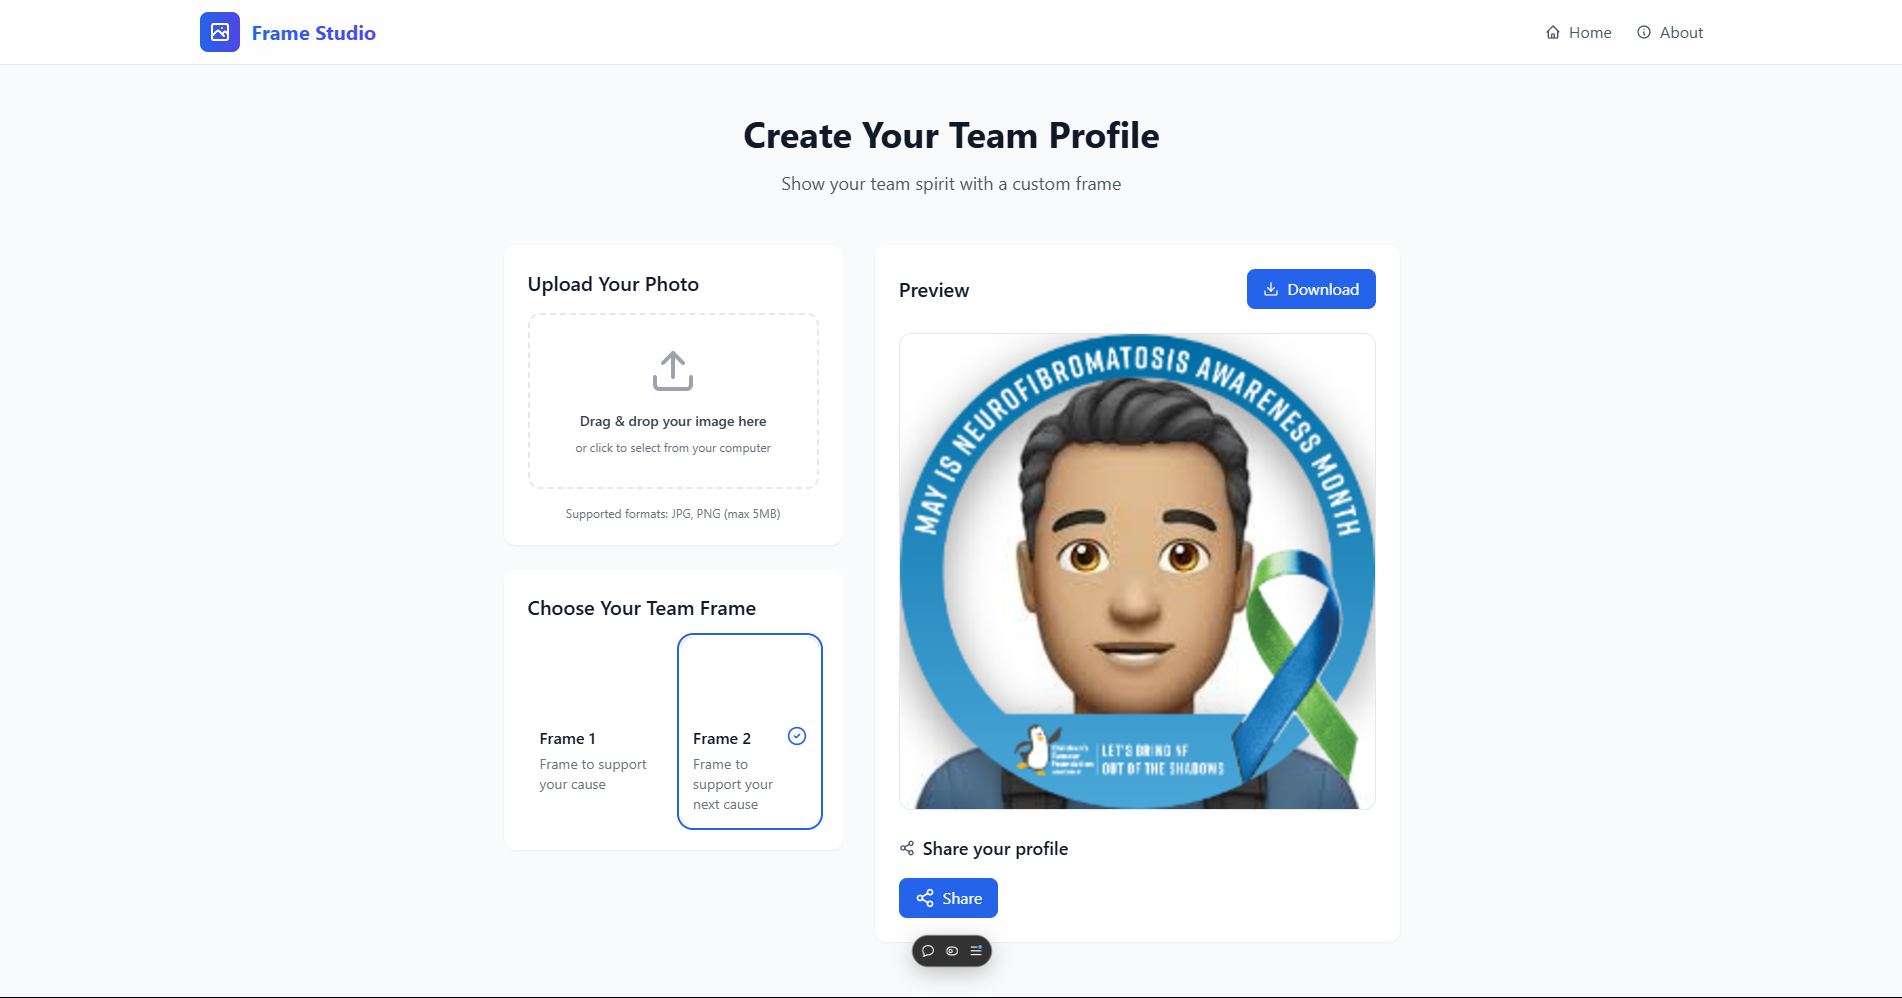 Frame Studio
Home
About
Create Your Team Profile
Show your team spirit with a custom frame
Upload Your Photo
Drag & drop your image here
or click to select from your computer
Supported formats: JPG, PNG (max 5MB)
Choose Your Team Frame
Frame 1
Frame to support
your cause
Frame 2
Frame to
support your
next cause
Preview
Download
MAY IS NEUROFIBROMATOSIS AWARENESS MONTH
Children's
Tumour
Foundation
LET'S BRING NF
OUT OF THE SHADOWS
Share your profile
Share